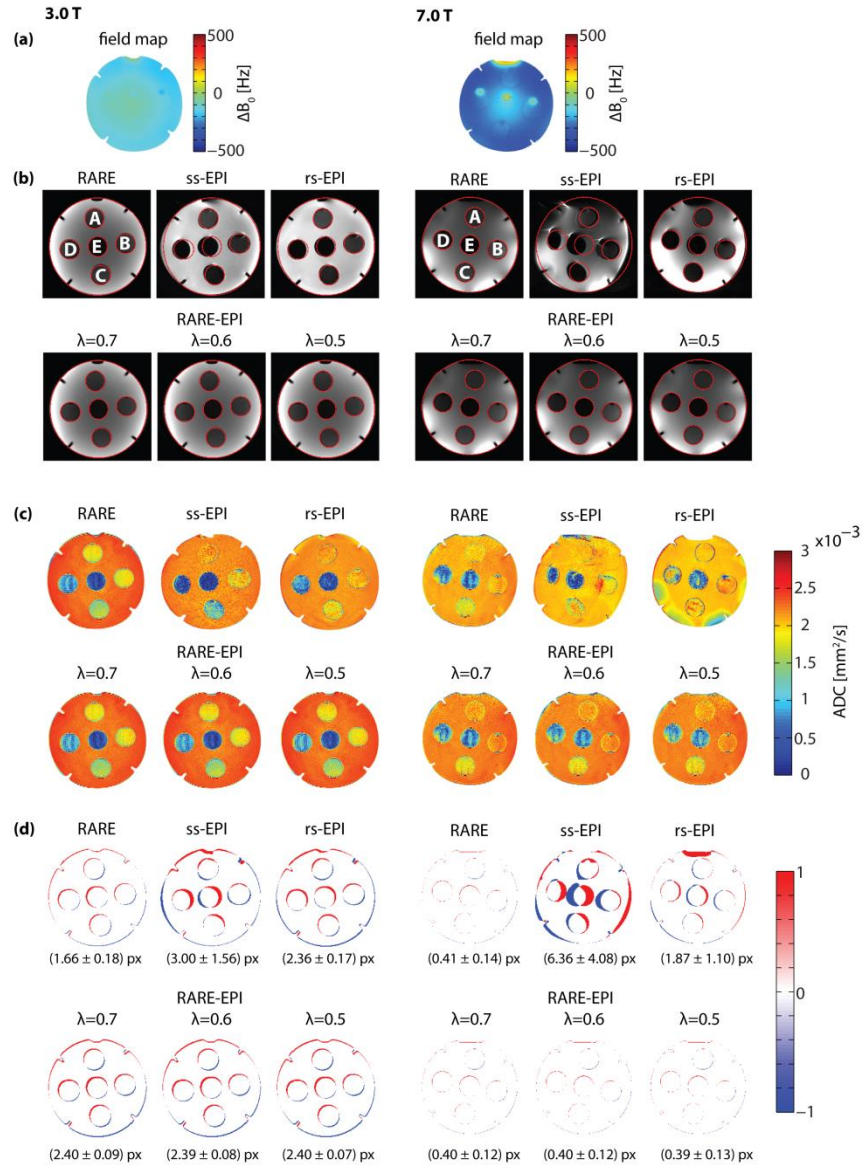 3.0 T 7.0 T
(a) field map field map
500
0
−500
ΔB0 [Hz]
500
0
−500
ΔB0 [Hz]
(b) RARE ss-EPI rs-EPI RARE ss-EPI rs-EPI
A
D E B
C
A
D E B
C
RARE-EPI RARE-EPI
λ=0.7 λ=0.6 λ=0.5 λ=0.7 λ=0.6 λ=0.5
(c) RARE ss-EPI rs-EPI RARE ss-EPI rs-EPI
×10−3
3
2.5
2
1.5
1
0.5
0
ADC [mm²/s]
RARE-EPI RARE-EPI
λ=0.7 λ=0.6 λ=0.5 λ=0.7 λ=0.6 λ=0.5
(d) RARE ss-EPI rs-EPI RARE ss-EPI rs-EPI
1
0
−1
(1.66 ± 0.18) px (3.00 ± 1.56) px (2.36 ± 0.17) px (0.41 ± 0.14) px (6.36 ± 4.08) px (1.87 ± 1.10) px
RARE-EPI RARE-EPI
λ=0.7 λ=0.6 λ=0.5 λ=0.7 λ=0.6 λ=0.5
(2.40 ± 0.09) px (2.39 ± 0.08) px (2.40 ± 0.07) px (0.40 ± 0.12) px (0.40 ± 0.12) px (0.39 ± 0.13) px